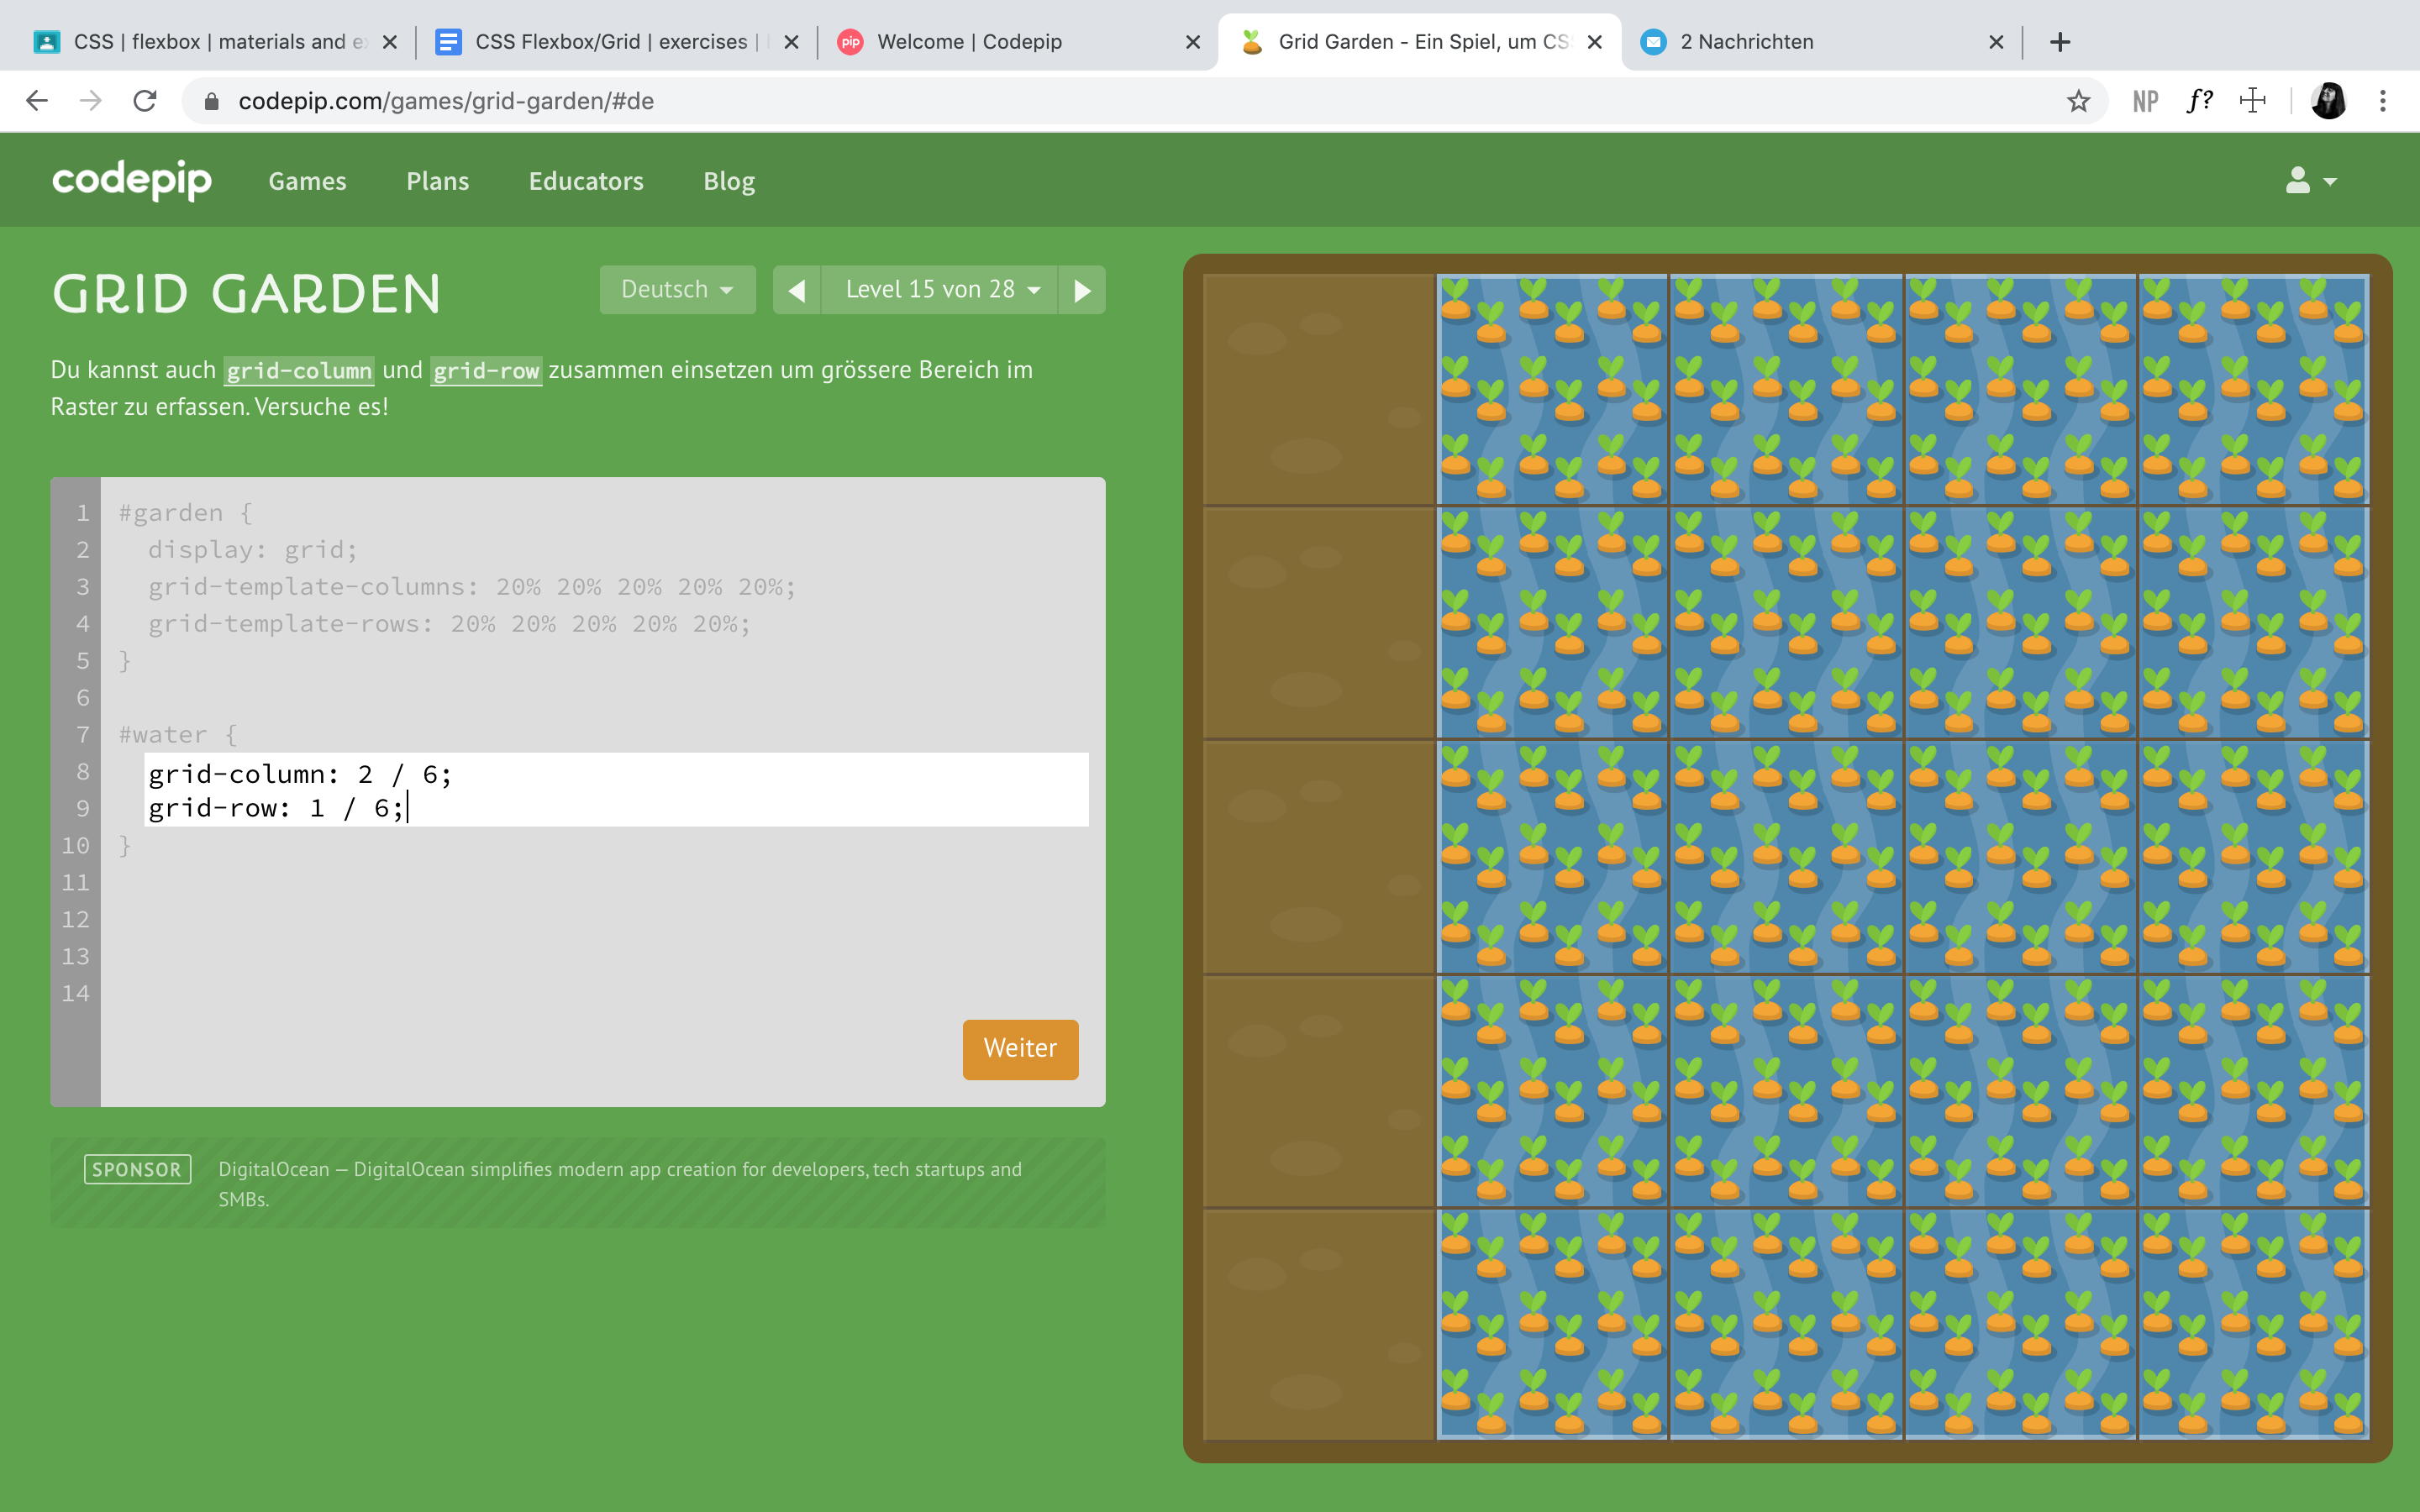 CSS | flexbox | materials and e
CSS Flexbox/Grid | exercises |
Welcome | Codepip
Grid Garden - Ein Spiel, um CS
2 Nachrichten
codepip.com/games/grid-garden/#de
NP
f?
codepip
Games
Plans
Educators
Blog
GRID GARDEN
Deutsch
Level 15 von 28
Du kannst auch grid-column und grid-row zusammen einsetzen um grössere Bereich im
Raster zu erfassen. Versuche es!
1 #garden {
2 display: grid;
3 grid-template-columns: 20% 20% 20% 20% 20%;
4 grid-template-rows: 20% 20% 20% 20% 20%;
5 }
6
7 #water {
8 grid-column: 2 / 6;
9 grid-row: 1 / 6;
10 }
11
12
13
14
Weiter
SPONSOR
DigitalOcean — DigitalOcean simplifies modern app creation for developers, tech startups and
SMBs.